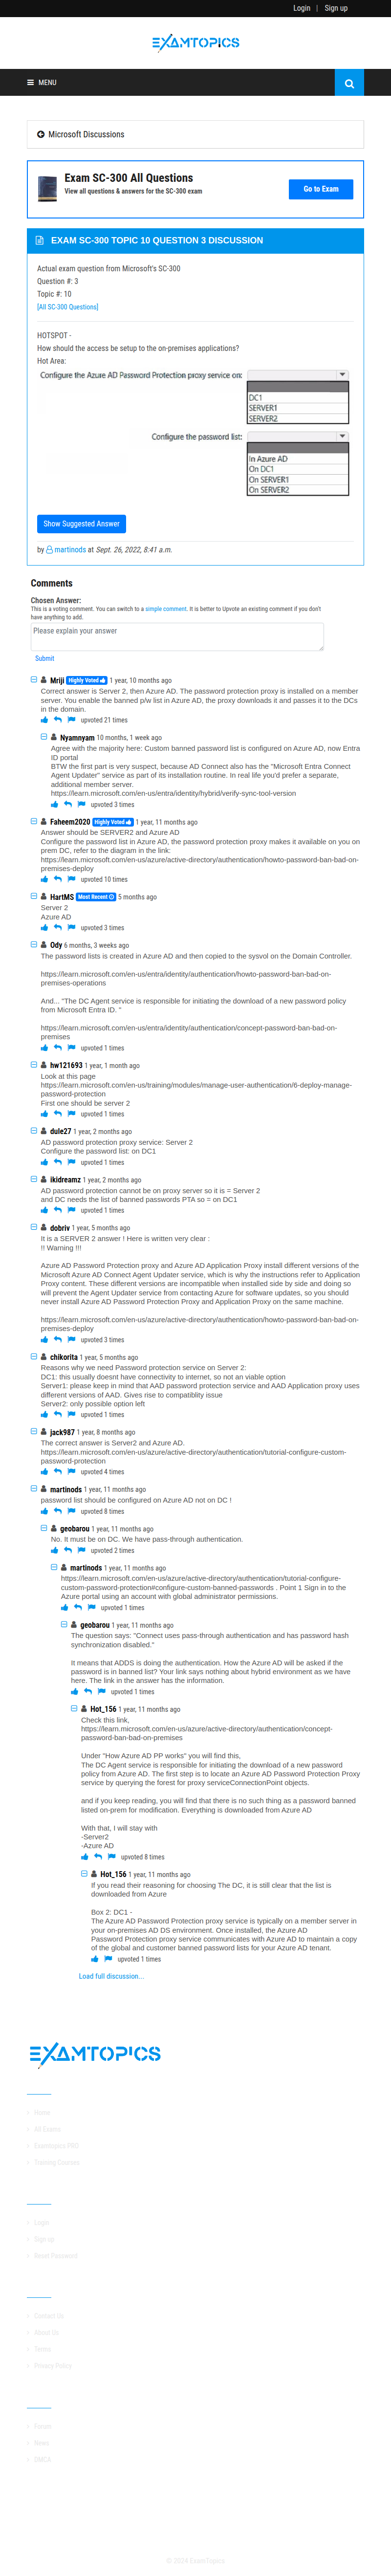 Login | Sign up
EXAMTOPICS
MENU
Microsoft Discussions
Exam SC-300 All Questions
View all questions & answers for the SC-300 exam
Go to Exam
EXAM SC-300 TOPIC 10 QUESTION 3 DISCUSSION
Actual exam question from Microsoft's SC-300
Question #: 3
Topic #: 10
[All SC-300 Questions]
HOTSPOT -
How should the access be setup to the on-premises applications?
Hot Area:
Configure the Azure AD Password Protection proxy service on:
DC1
SERVER1
SERVER2
Configure the password list:
In Azure AD
On DC1
On SERVER1
On SERVER2
Show Suggested Answer
by martinods at Sept. 26, 2022, 8:41 a.m.
Comments
Chosen Answer:
This is a voting comment. You can switch to a simple comment. It is better to Upvote an existing comment if you don't
have anything to add.
Please explain your answer
Submit
Mriji Highly Voted 1 year, 10 months ago
Correct answer is Server 2, then Azure AD. The password protection proxy is installed on a member
server. You enable the banned p/w list in Azure AD, the proxy downloads it and passes it to the DCs
in the domain.
upvoted 21 times
Nyamnyam 10 months, 1 week ago
Agree with the majority here: Custom banned password list is configured on Azure AD, now Entra
ID portal
BTW the first part is very suspect, because AD Connect also has the "Microsoft Entra Connect
Agent Updater" service as part of its installation routine. In real life you'd prefer a separate,
additional member server.
https://learn.microsoft.com/en-us/entra/identity/hybrid/verify-sync-tool-version
upvoted 3 times
Faheem2020 Highly Voted 1 year, 11 months ago
Answer should be SERVER2 and Azure AD
Configure the password list in Azure AD, the password protection proxy makes it available on you on
prem DC, refer to the diagram in the link:
https://learn.microsoft.com/en-us/azure/active-directory/authentication/howto-password-ban-bad-on-
premises-deploy
upvoted 10 times
HartMS Most Recent 5 months ago
Server 2
Azure AD
upvoted 3 times
Ody 6 months, 3 weeks ago
The password lists is created in Azure AD and then copied to the sysvol on the Domain Controller.
https://learn.microsoft.com/en-us/entra/identity/authentication/howto-password-ban-bad-on-
premises-operations
And... "The DC Agent service is responsible for initiating the download of a new password policy
from Microsoft Entra ID. "
https://learn.microsoft.com/en-us/entra/identity/authentication/concept-password-ban-bad-on-
premises
upvoted 1 times
hw121693 1 year, 1 month ago
Look at this page
https://learn.microsoft.com/en-us/training/modules/manage-user-authentication/6-deploy-manage-
password-protection
First one should be server 2
upvoted 1 times
dule27 1 year, 2 months ago
AD password protection proxy service: Server 2
Configure the password list: on DC1
upvoted 1 times
ikidreamz 1 year, 2 months ago
AD password protection cannot be on proxy server so it is = Server 2
and DC needs the list of banned passwords PTA so = on DC1
upvoted 1 times
dobriv 1 year, 5 months ago
It is a SERVER 2 answer ! Here is written very clear :
!! Warning !!!
Azure AD Password Protection proxy and Azure AD Application Proxy install different versions of the
Microsoft Azure AD Connect Agent Updater service, which is why the instructions refer to Application
Proxy content. These different versions are incompatible when installed side by side and doing so
will prevent the Agent Updater service from contacting Azure for software updates, so you should
never install Azure AD Password Protection Proxy and Application Proxy on the same machine.
https://learn.microsoft.com/en-us/azure/active-directory/authentication/howto-password-ban-bad-on-
premises-deploy
upvoted 3 times
chikorita 1 year, 5 months ago
Reasons why we need Password protection service on Server 2:
DC1: this usually doesnt have connectivity to internet, so not an viable option
Server1: please keep in mind that AAD password protection service and AAD Application proxy uses
different versions of AAD. Gives rise to compatiblity issue
Server2: only possible option left
upvoted 1 times
jack987 1 year, 8 months ago
The correct answer is Server2 and Azure AD.
https://learn.microsoft.com/en-us/azure/active-directory/authentication/tutorial-configure-custom-
password-protection
upvoted 4 times
martinods 1 year, 11 months ago
password list should be configured on Azure AD not on DC !
upvoted 8 times
geobarou 1 year, 11 months ago
No. It must be on DC. We have pass-through authentication.
upvoted 2 times
martinods 1 year, 11 months ago
https://learn.microsoft.com/en-us/azure/active-directory/authentication/tutorial-configure-
custom-password-protection#configure-custom-banned-passwords . Point 1 Sign in to the
Azure portal using an account with global administrator permissions.
upvoted 1 times
geobarou 1 year, 11 months ago
The question says: "Connect uses pass-through authentication and has password hash
synchronization disabled."
It means that ADDS is doing the authentication. How the Azure AD will be asked if the
password is in banned list? Your link says nothing about hybrid environment as we have
here. The link in the answer has the information.
upvoted 1 times
Hot_156 1 year, 11 months ago
Check this link,
https://learn.microsoft.com/en-us/azure/active-directory/authentication/concept-
password-ban-bad-on-premises
Under "How Azure AD PP works" you will find this,
The DC Agent service is responsible for initiating the download of a new password
policy from Azure AD. The first step is to locate an Azure AD Password Protection Proxy
service by querying the forest for proxy serviceConnectionPoint objects.
and if you keep reading, you will find that there is no such thing as a password banned
listed on-prem for modification. Everything is downloaded from Azure AD
With that, I will stay with
-Server2
-Azure AD
upvoted 8 times
Hot_156 1 year, 11 months ago
If you read their reasoning for choosing The DC, it is still clear that the list is
downloaded from Azure
Box 2: DC1 -
The Azure AD Password Protection proxy service is typically on a member server in
your on-premises AD DS environment. Once installed, the Azure AD
Password Protection proxy service communicates with Azure AD to maintain a copy
of the global and customer banned password lists for your Azure AD tenant.
upvoted 1 times
Load full discussion...
EXAMTOPICS
Home
All Exams
Examtopics PRO
Training Courses
Login
Sign up
Reset Password
Contact Us
About Us
Terms
Privacy Policy
Forum
News
DMCA
© 2024 ExamTopics